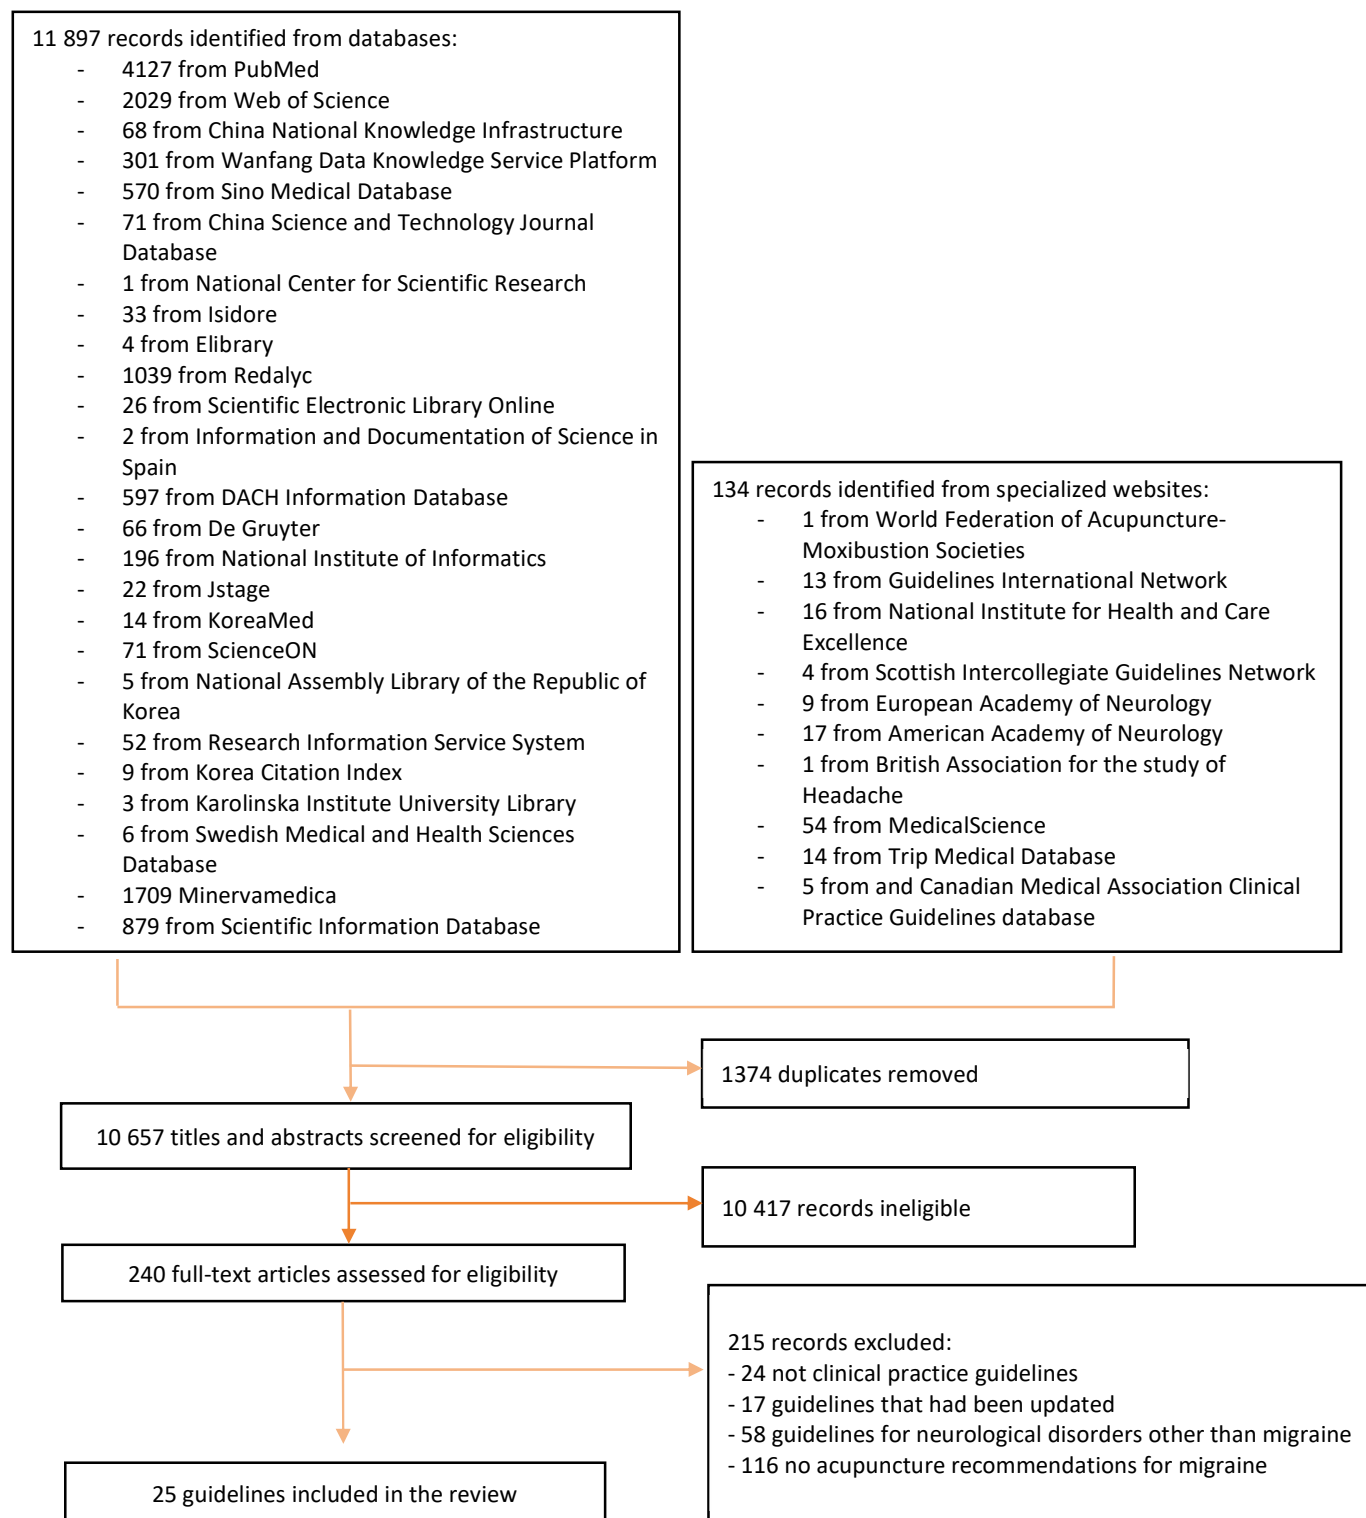 11 897 records identified from databases:
- 4127 from PubMed
- 2029 from Web of Science
- 68 from China National Knowledge Infrastructure
- 301 from Wanfang Data Knowledge Service Platform
- 570 from Sino Medical Database
- 71 from China Science and Technology Journal
Database
- 1 from National Center for Scientific Research
- 33 from Isidore
- 4 from Elibrary
- 1039 from Redalyc
- 26 from Scientific Electronic Library Online
- 2 from Information and Documentation of Science in
Spain
- 597 from DACH Information Database
- 66 from De Gruyter
- 196 from National Institute of Informatics
- 22 from Jstage
- 14 from KoreaMed
- 71 from ScienceON
- 5 from National Assembly Library of the Republic of
Korea
- 52 from Research Information Service System
- 9 from Korea Citation Index
- 3 from Karolinska Institute University Library
- 6 from Swedish Medical and Health Sciences
Database
- 1709 Minervamedica
- 879 from Scientific Information Database
134 records identified from specialized websites:
- 1 from World Federation of Acupuncture-
Moxibustion Societies
- 13 from Guidelines International Network
- 16 from National Institute for Health and Care
Excellence
- 4 from Scottish Intercollegiate Guidelines Network
- 9 from European Academy of Neurology
- 17 from American Academy of Neurology
- 1 from British Association for the study of
Headache
- 54 from MedicalScience
- 14 from Trip Medical Database
- 5 from and Canadian Medical Association Clinical
Practice Guidelines database
1374 duplicates removed
10 657 titles and abstracts screened for eligibility
10 417 records ineligible
240 full-text articles assessed for eligibility
215 records excluded:
- 24 not clinical practice guidelines
- 17 guidelines that had been updated
- 58 guidelines for neurological disorders other than migraine
- 116 no acupuncture recommendations for migraine
25 guidelines included in the review